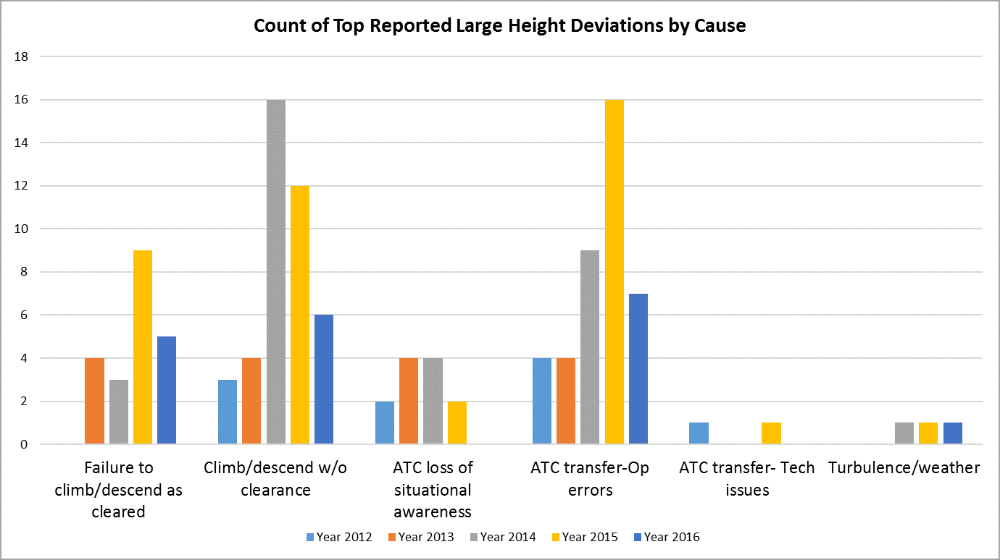 Count of Top Reported Large Height Deviations by Cause
18
16
14
12
10
8
6
4
2
0
Failure to
climb/descend as
cleared
Climb/descend w/o
clearance
ATC loss of
situational
awareness
ATC transfer-Op
errors
ATC transfer- Tech
issues
Turbulence/weather
Year 2012 Year 2013 Year 2014 Year 2015 Year 2016